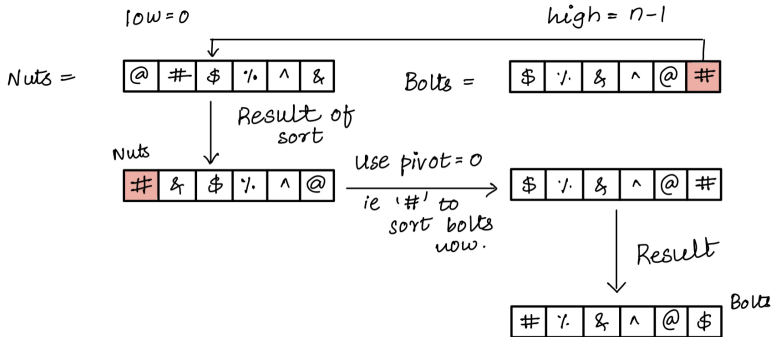 low=0 high = n-1
Nuts = @ # $ % ^ & Bolts = $ % & ^ @ #
Result of
sort
Nuts
# & $ % ^ @ use pivot=0 $ % & ^ @ #
ie '#' to
sort bolts
now.
Result
# % & ^ @ $ Bolts